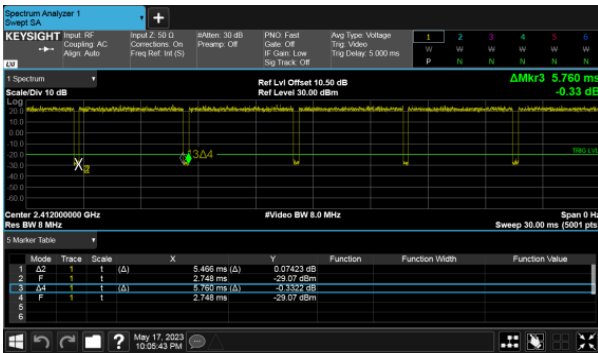 Spectrum Analyzer 1
Swept SA
+
KEYSIGHT Input: RF Input Z: 50 Ω #Atten: 30 dB PNO: Fast Avg Type: Voltage 1 2 3 4 5 6
Coupling: AC Corrections: On Preamp: Off Gate: Off Trig: Video W W W W W W
Align: Auto Freq Ref: Int (S) IF Gain: Low Trig Delay: 5.000 ms P N N N N N
Sig Track: Off
LXI
1 Spectrum ΔMkr3 5.760 ms
Ref Lvl Offset 10.50 dB
Scale/Div 10 dB Ref Level 30.00 dBm -0.33 dB
Log
20.0
10.0
0.00
-10.0
-20.0
-30.0
-40.0
-50.0
-60.0
X
3Δ4
TRIG LVL
Center 2.412000000 GHz #Video BW 8.0 MHz Span 0 Hz
Res BW 8 MHz Sweep 30.00 ms (5001 pts)
5 Marker Table
Mode Trace Scale X Y Function Function Width Function Value
1 Δ2 1 t (Δ) 5.466 ms (Δ) 0.07423 dB
2 F 1 t 2.748 ms -29.07 dBm
3 Δ4 1 t (Δ) 5.760 ms (Δ) -0.3322 dB
4 F 1 t 2.748 ms -29.07 dBm
5
6
? May 17, 2023
10:05:43 PM